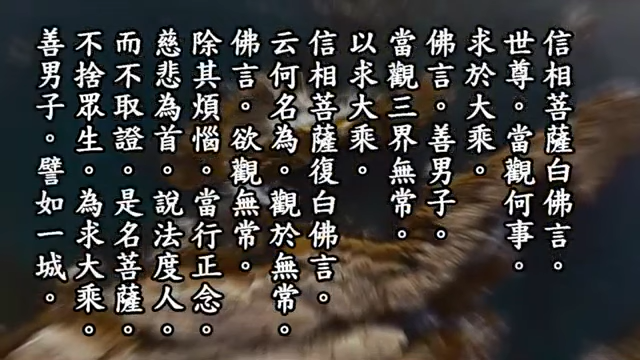 信相菩薩白佛言。
世尊。當觀何事。
求於大乘。
佛言。善男子。
當觀三界無常。
以求大乘。
信相菩薩復白佛言。
云何名為。觀於無常。
佛言。欲觀無常。
除其煩惱。當行正念。
慈悲為首。說法度人。
而不取證。是名菩薩。
不捨眾生。為求大乘。
善男子。譬如一城。